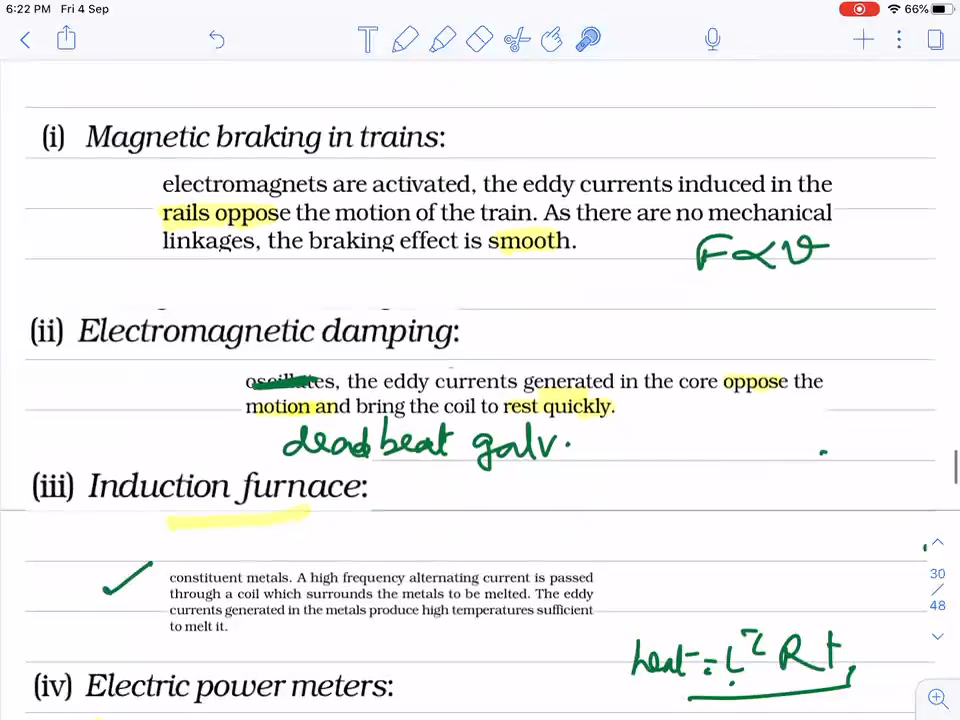 6:22 PM Fri 4 Sep 66%
(i) Magnetic braking in trains:
electromagnets are activated, the eddy currents induced in the
rails oppose the motion of the train. As there are no mechanical
linkages, the braking effect is smooth.
F ∝ v
(ii) Electromagnetic damping:
oscillates, the eddy currents generated in the core oppose the
motion and bring the coil to rest quickly.
dead beat galv.
(iii) Induction furnace:
constituent metals. A high frequency alternating current is passed
through a coil which surrounds the metals to be melted. The eddy
currents generated in the metals produce high temperatures sufficient
to melt it.
heat = i² R t,
(iv) Electric power meters:
30
/
48